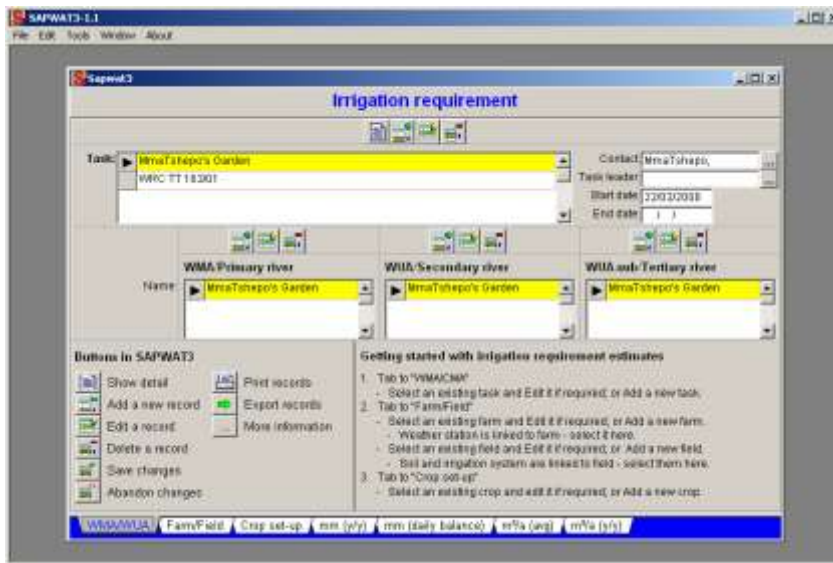 SAPWAT3-1.1
File Edit Tools Window About
Sapwat3
Irrigation requirement
Task: MmaTshepo's Garden
WRC TT 163/01
Contact MmaTshepo,
Task leader
Start date 22/02/2008
End date / /
WMA/Primary river WUA/Secondary river WUA sub/Tertiary river
Name MmaTshepo's Garden MmaTshepo's Garden MmaTshepo's Garden
Buttons in SAPWAT3
Show detail Print records
Add a new record Export records
Edit a record More information
Delete a record
Save changes
Abandon changes
Getting started with Irrigation requirement estimates
1. Tab to "WMA/CMA"
- Select an existing task and Edit it if required, or Add a new task.
2. Tab to "Farm/Field"
- Select an existing farm and Edit it if required, or Add a new farm.
- Weather station is linked to farm - select it here.
- Select an existing field and Edit it if required, or Add a new field.
- Soil and irrigation system are linked to field - select them here.
3. Tab to "Crop set-up"
- Select an existing crop and edit it if required, or Add a new crop.
WMA/WUA Farm/Field Crop set-up mm (y/y) mm (daily balance) m³/a (avg) m³/a (y/y)